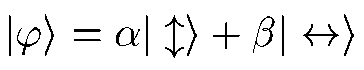 |φ⟩ = α| ↕⟩ + β| ↔⟩